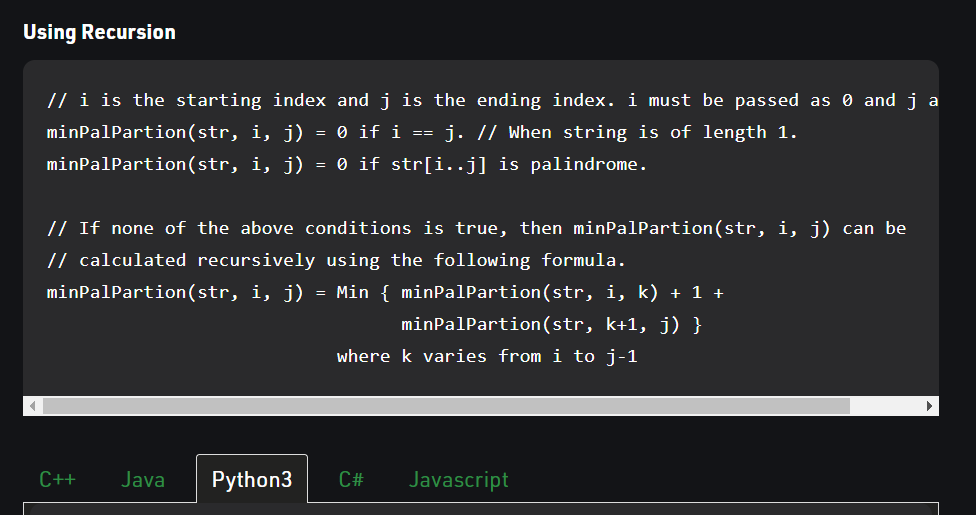 Using Recursion
// i is the starting index and j is the ending index. i must be passed as 0 and j a
minPalPartion(str, i, j) = 0 if i == j. // When string is of length 1.
minPalPartion(str, i, j) = 0 if str[i..j] is palindrome.
// If none of the above conditions is true, then minPalPartion(str, i, j) can be
// calculated recursively using the following formula.
minPalPartion(str, i, j) = Min { minPalPartion(str, i, k) + 1 +
minPalPartion(str, k+1, j) }
where k varies from i to j-1
C++ Java Python3 C# Javascript